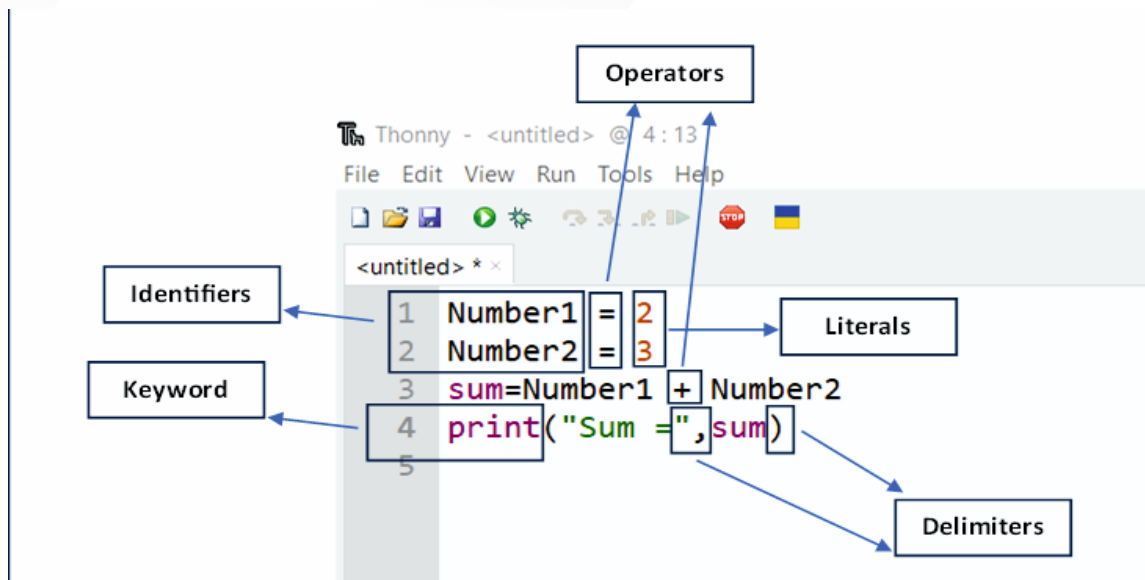 Operators
Thonny - <untitled> @ 4:13
File Edit View Run Tools Help
STOP
<untitled> * ×
Identifiers
1 Number1 = 2
Literals
2 Number2 = 3
Keyword
3 sum=Number1 + Number2
4 print("Sum =",sum)
5
Delimiters